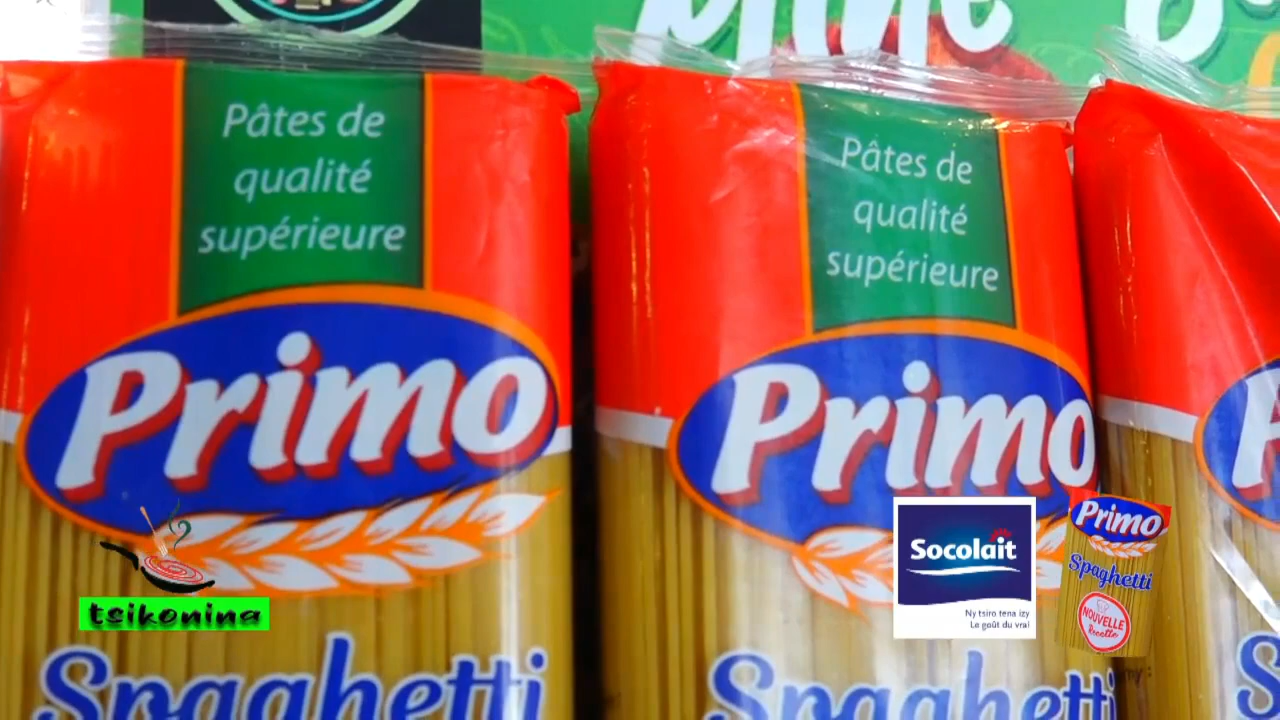 Pâtes de
qualité
supérieure
Primo
Spaghetti
Pâtes de
qualité
supérieure
Primo
Spaghetti
tsikonina
Socolait
Ny tsiro tena izy
Le goût du vrai
Primo
Spaghetti
NOUVELLE
Recette